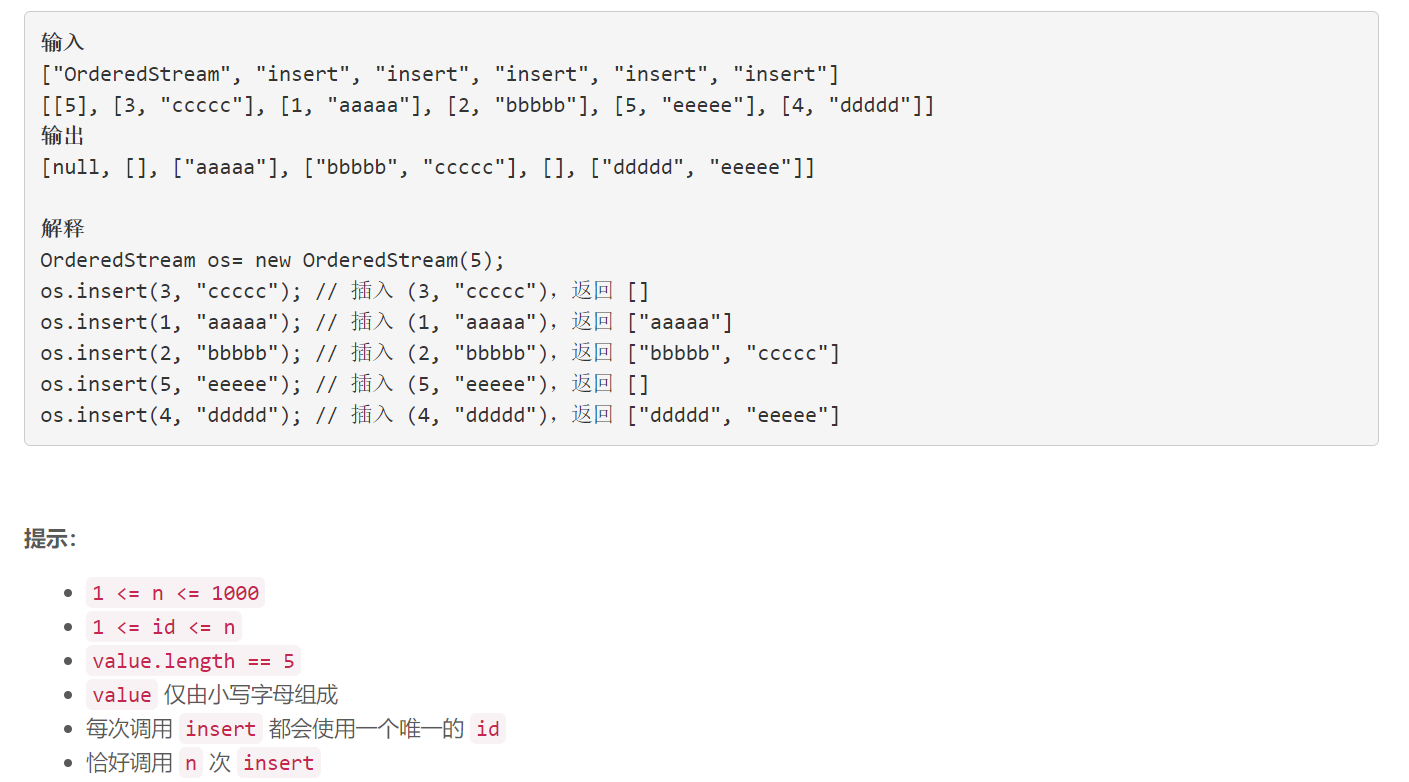 输入
["OrderedStream", "insert", "insert", "insert", "insert", "insert"]
[[5], [3, "ccccc"], [1, "aaaaa"], [2, "bbbbb"], [5, "eeeee"], [4, "ddddd"]]
输出
[null, [], ["aaaaa"], ["bbbbb", "ccccc"], [], ["ddddd", "eeeee"]]
解释
OrderedStream os= new OrderedStream(5);
os.insert(3, "ccccc"); // 插入 (3, "ccccc")，返回 []
os.insert(1, "aaaaa"); // 插入 (1, "aaaaa")，返回 ["aaaaa"]
os.insert(2, "bbbbb"); // 插入 (2, "bbbbb")，返回 ["bbbbb", "ccccc"]
os.insert(5, "eeeee"); // 插入 (5, "eeeee")，返回 []
os.insert(4, "ddddd"); // 插入 (4, "ddddd")，返回 ["ddddd", "eeeee"]
提示：
1 <= n <= 1000
1 <= id <= n
value.length == 5
value 仅由小写字母组成
每次调用 insert 都会使用一个唯一的 id
恰好调用 n 次 insert